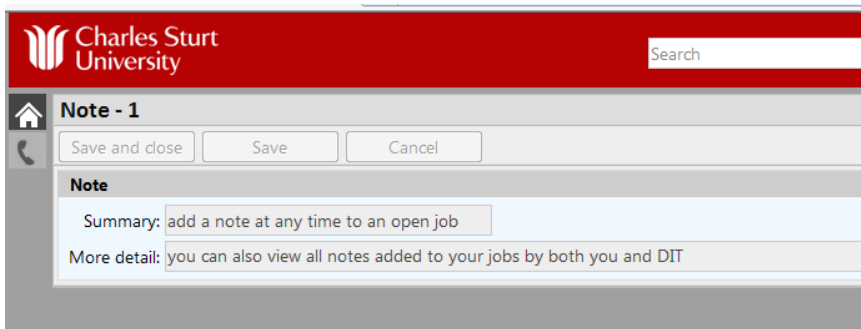 Charles Sturt
University
Search
Note - 1
Save and close Save Cancel
Note
Summary: add a note at any time to an open job
More detail: you can also view all notes added to your jobs by both you and DIT